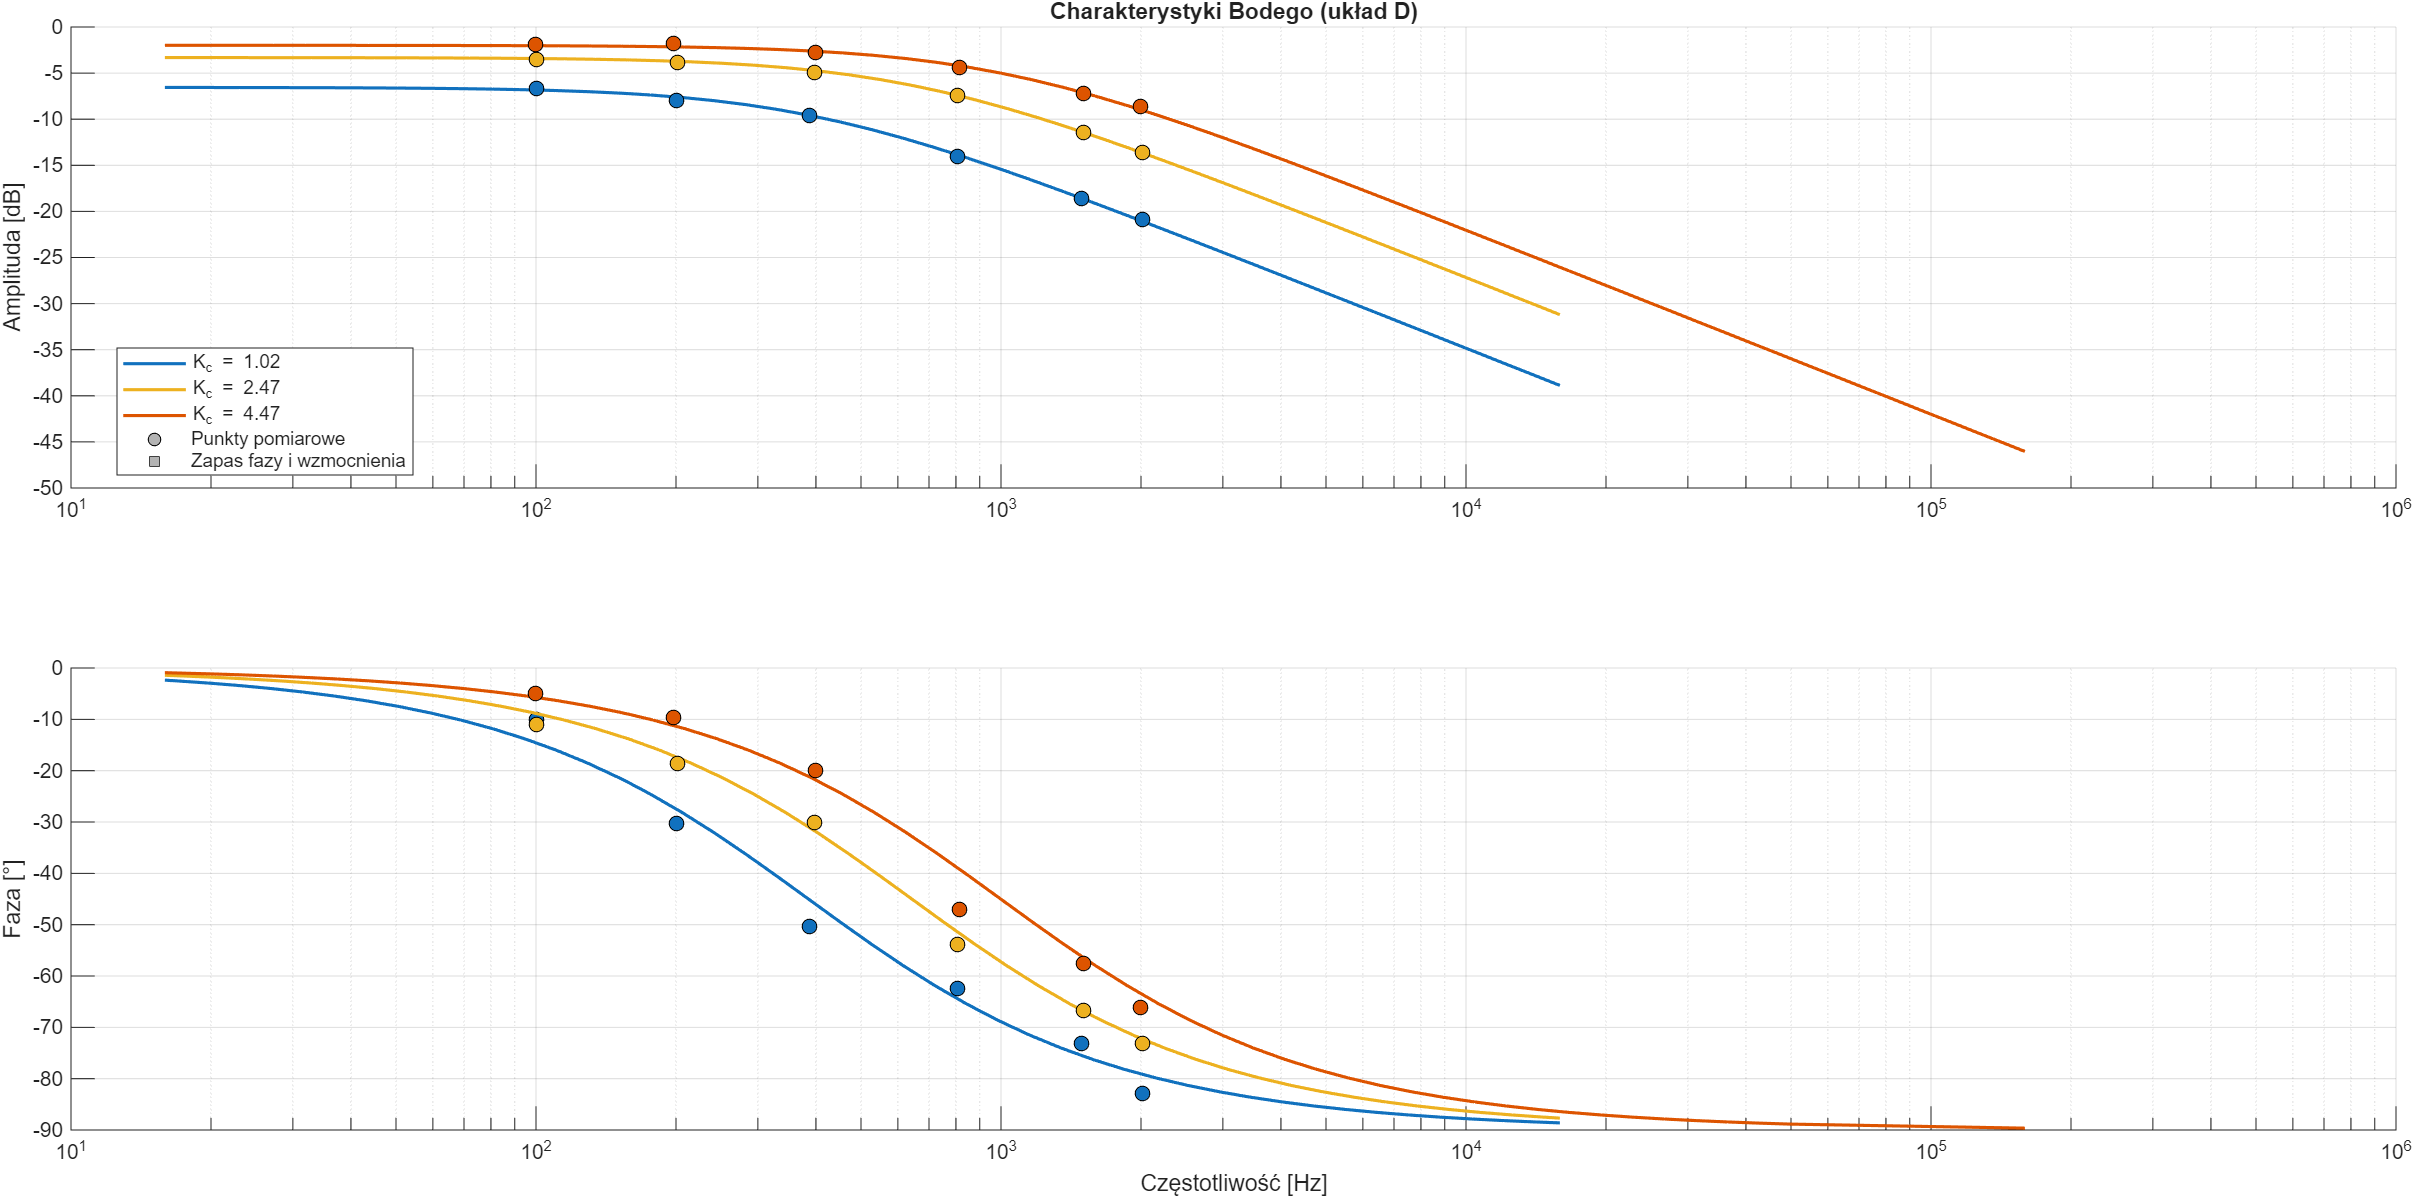 Charakterystyki Bodego (układ D)
0
-5
-10
-15
-20
-25
-30
-35
-40
-45
-50
Amplituda [dB]
K_c = 1.02
K_c = 2.47
K_c = 4.47
Punkty pomiarowe
Zapas fazy i wzmocnienia
10^1 10^2 10^3 10^4 10^5 10^6
0
-10
-20
-30
-40
-50
-60
-70
-80
-90
Faza [°]
10^1 10^2 10^3 10^4 10^5 10^6
Częstotliwość [Hz]